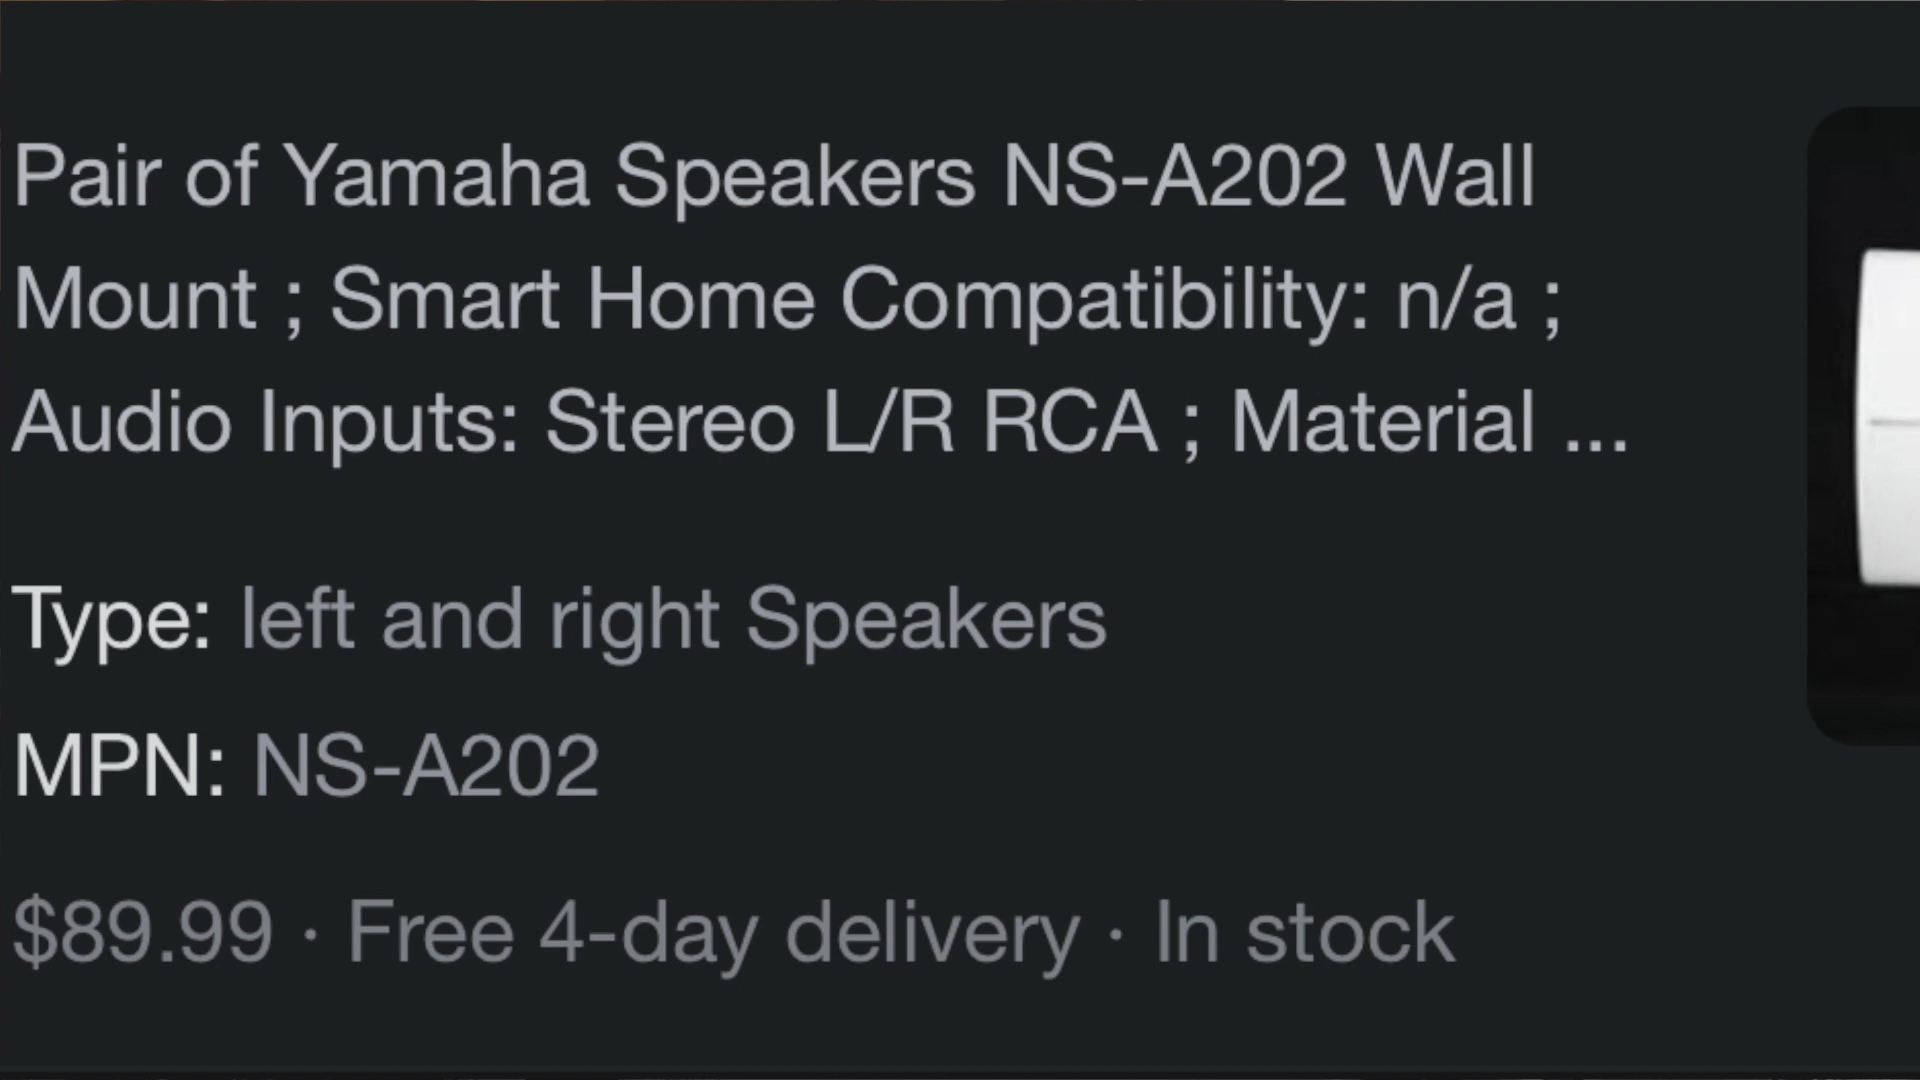 Pair of Yamaha Speakers NS-A202 Wall
Mount ; Smart Home Compatibility: n/a ;
Audio Inputs: Stereo L/R RCA ; Material ...
Type: left and right Speakers
MPN: NS-A202
$89.99 · Free 4-day delivery · In stock